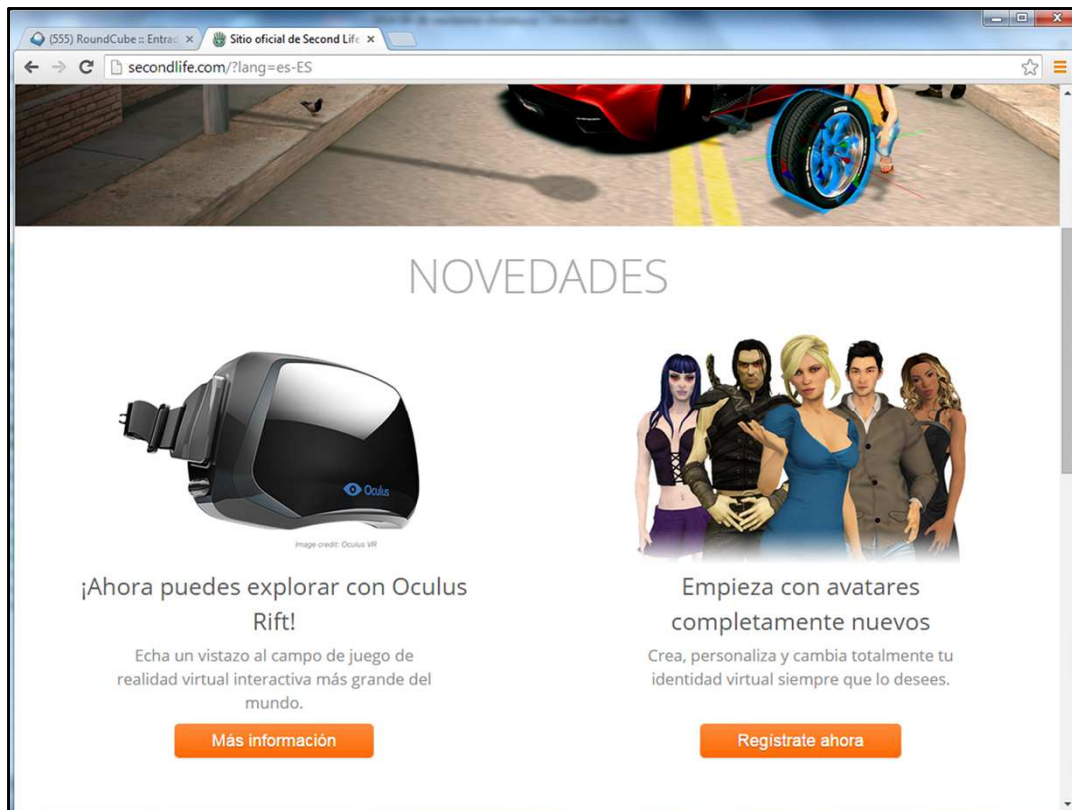 (555) RoundCube :: Entrad
Sitio oficial de Second Life
secondlife.com/?lang=es-ES
NOVEDADES
Oculus
Image credit: Oculus VR
¡Ahora puedes explorar con Oculus
Rift!
Echa un vistazo al campo de juego de
realidad virtual interactiva más grande del
mundo.
Más información
Empieza con avatares
completamente nuevos
Crea, personaliza y cambia totalmente tu
identidad virtual siempre que lo desees.
Regístrate ahora